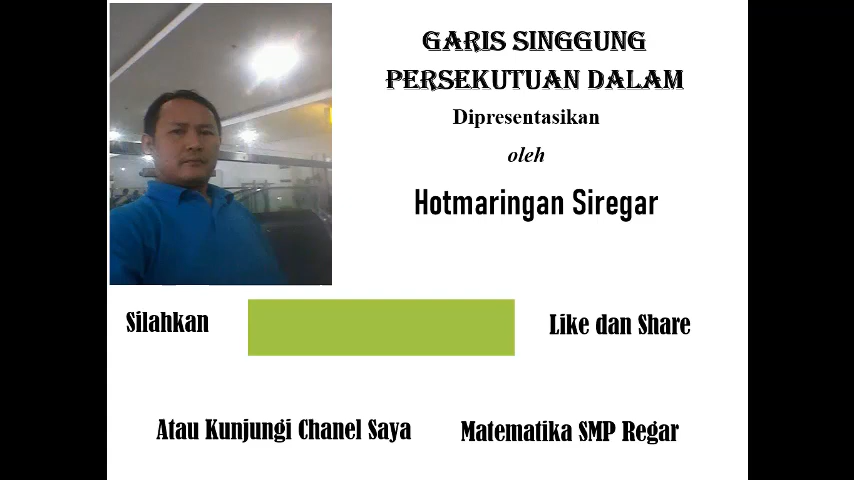 GARIS SINGGUNG
PERSEKUTUAN DALAM
Dipresentasikan
oleh
Hotmaringan Siregar
Silahkan
Like dan Share
Atau Kunjungi Chanel Saya
Matematika SMP Regar